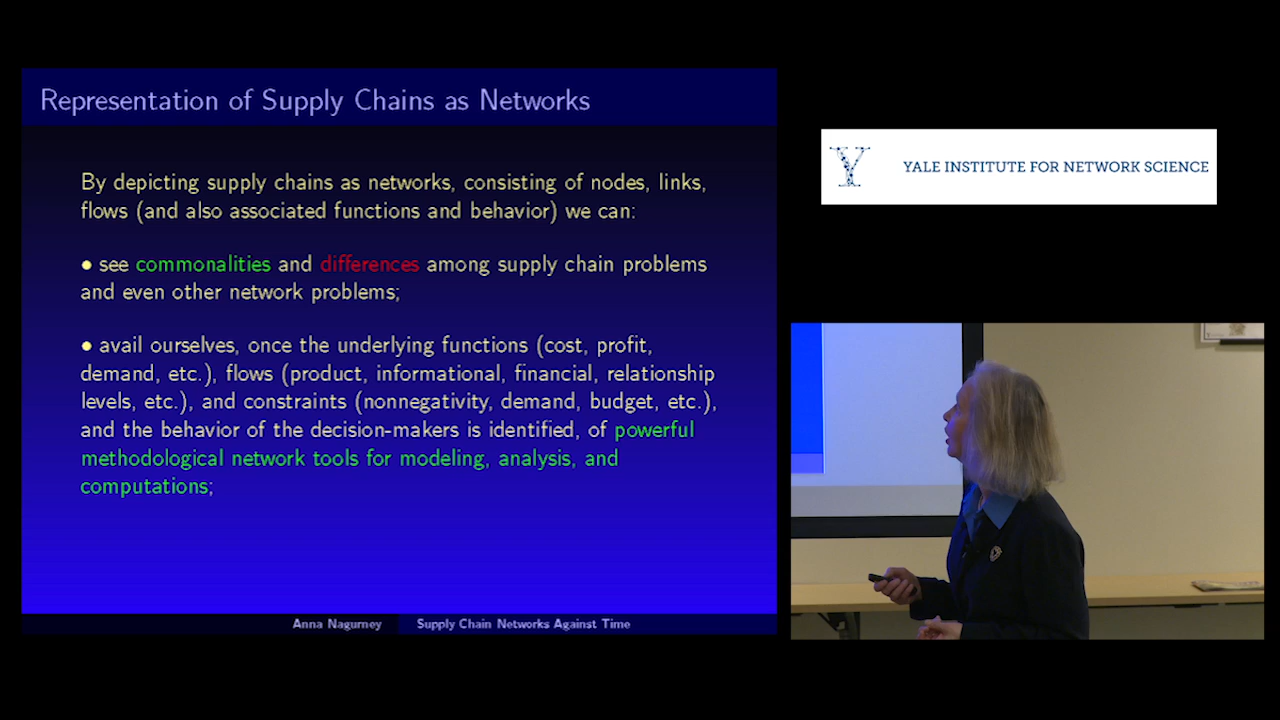 Representation of Supply Chains as Networks
By depicting supply chains as networks, consisting of nodes, links,
flows (and also associated functions and behavior) we can:
• see commonalities and differences among supply chain problems
and even other network problems;
• avail ourselves, once the underlying functions (cost, profit,
demand, etc.), flows (product, informational, financial, relationship
levels, etc.), and constraints (nonnegativity, demand, budget, etc.),
and the behavior of the decision-makers is identified, of powerful
methodological network tools for modeling, analysis, and
computations;
Anna Nagurney Supply Chain Networks Against Time
Y YALE INSTITUTE FOR NETWORK SCIENCE